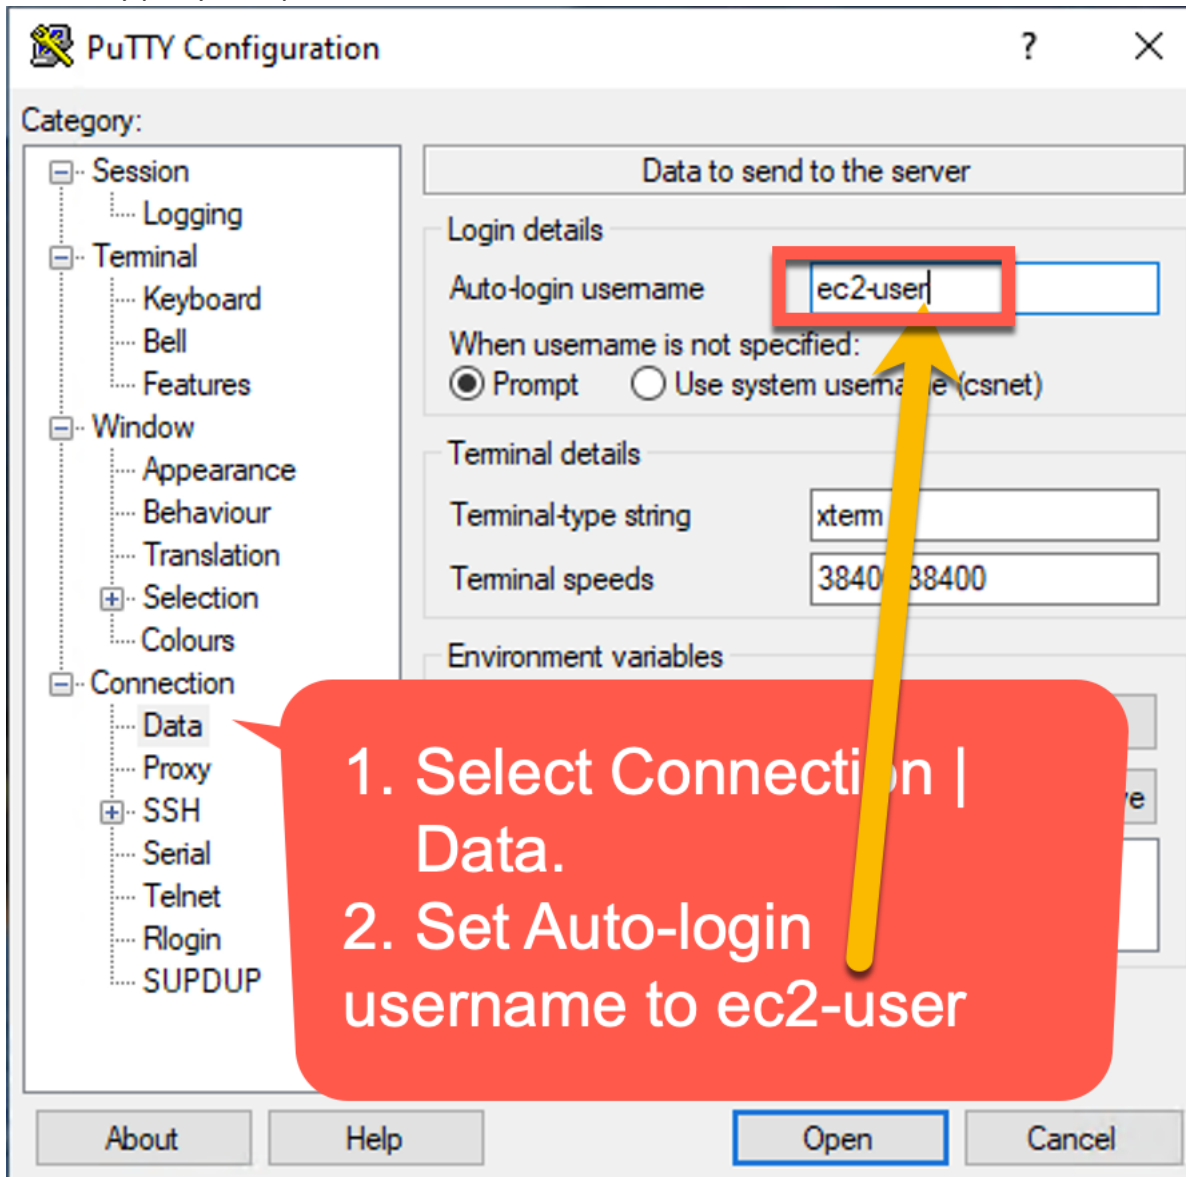 PuTTY Configuration
?
Category:
Session
Logging
Terminal
Keyboard
Bell
Features
Window
Appearance
Behaviour
Translation
Selection
Colours
Connection
Data
Proxy
SSH
Serial
Telnet
Rlogin
SUPDUP
Data to send to the server
Login details
Auto-login username ec2-user
When username is not specified:
Prompt Use system username (csnet)
Terminal details
Terminal-type string xterm
Terminal speeds 38400
Environment variables
1. Select Connection |
Data.
2. Set Auto-login
username to ec2-user
About Help Open Cancel